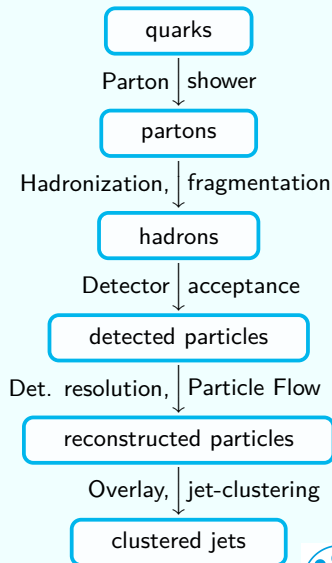 quarks
Parton shower
partons
Hadronization, fragmentation
hadrons
Detector acceptance
detected particles
Det. resolution, Particle Flow
reconstructed particles
Overlay, jet-clustering
clustered jets